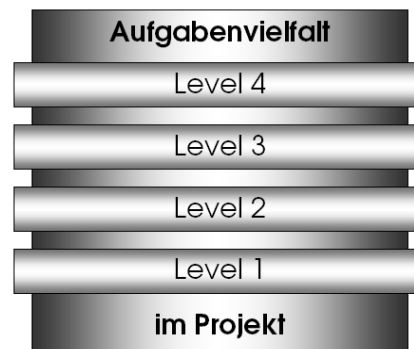 Aufgabenvielfalt
Level 4
Level 3
Level 2
Level 1
im Projekt